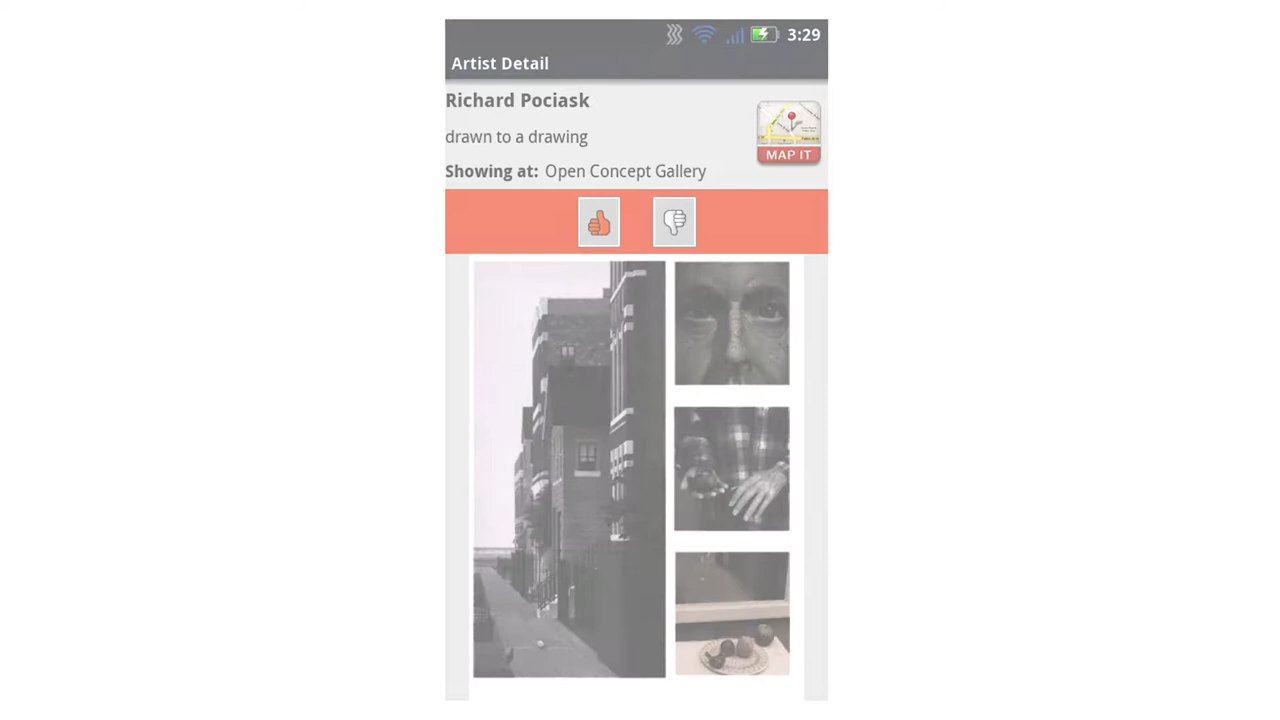 3:29
Artist Detail
Richard Pociask
drawn to a drawing
Showing at: Open Concept Gallery
MAP IT